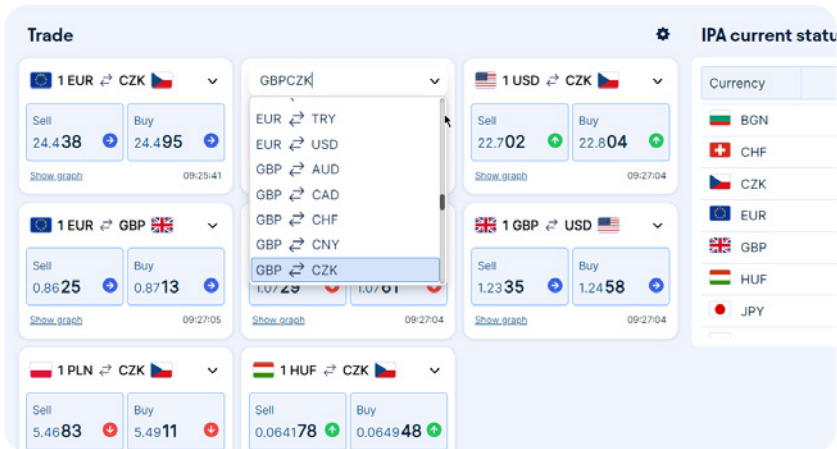 Trade
IPA current statu
1 EUR ⇄ CZK
GBPCZK
1 USD ⇄ CZK
Currency
Sell
Buy
24.438
24.495
Sell
Buy
22.702
22.804
EUR ⇄ TRY
EUR ⇄ USD
GBP ⇄ AUD
GBP ⇄ CAD
GBP ⇄ CHF
GBP ⇄ CNY
GBP ⇄ CZK
Show graph
09:25:41
Show graph
09:27:04
BGN
CHF
CZK
EUR
GBP
HUF
JPY
1 EUR ⇄ GBP
1 GBP ⇄ USD
Sell
Buy
0.8625
0.8713
1.0729
1.0761
Sell
Buy
1.2335
1.2458
Show graph
09:27:05
Show graph
09:27:04
Show graph
09:27:04
1 PLN ⇄ CZK
1 HUF ⇄ CZK
Sell
Buy
5.4683
5.4911
Sell
Buy
0.064178
0.064948